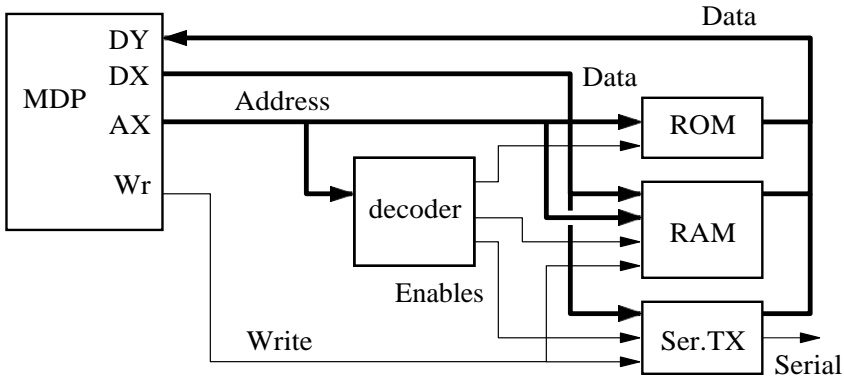 Data
DY
DX
Data
MDP
Address
AX
ROM
Wr
decoder
RAM
Enables
Write
Ser.TX
Serial